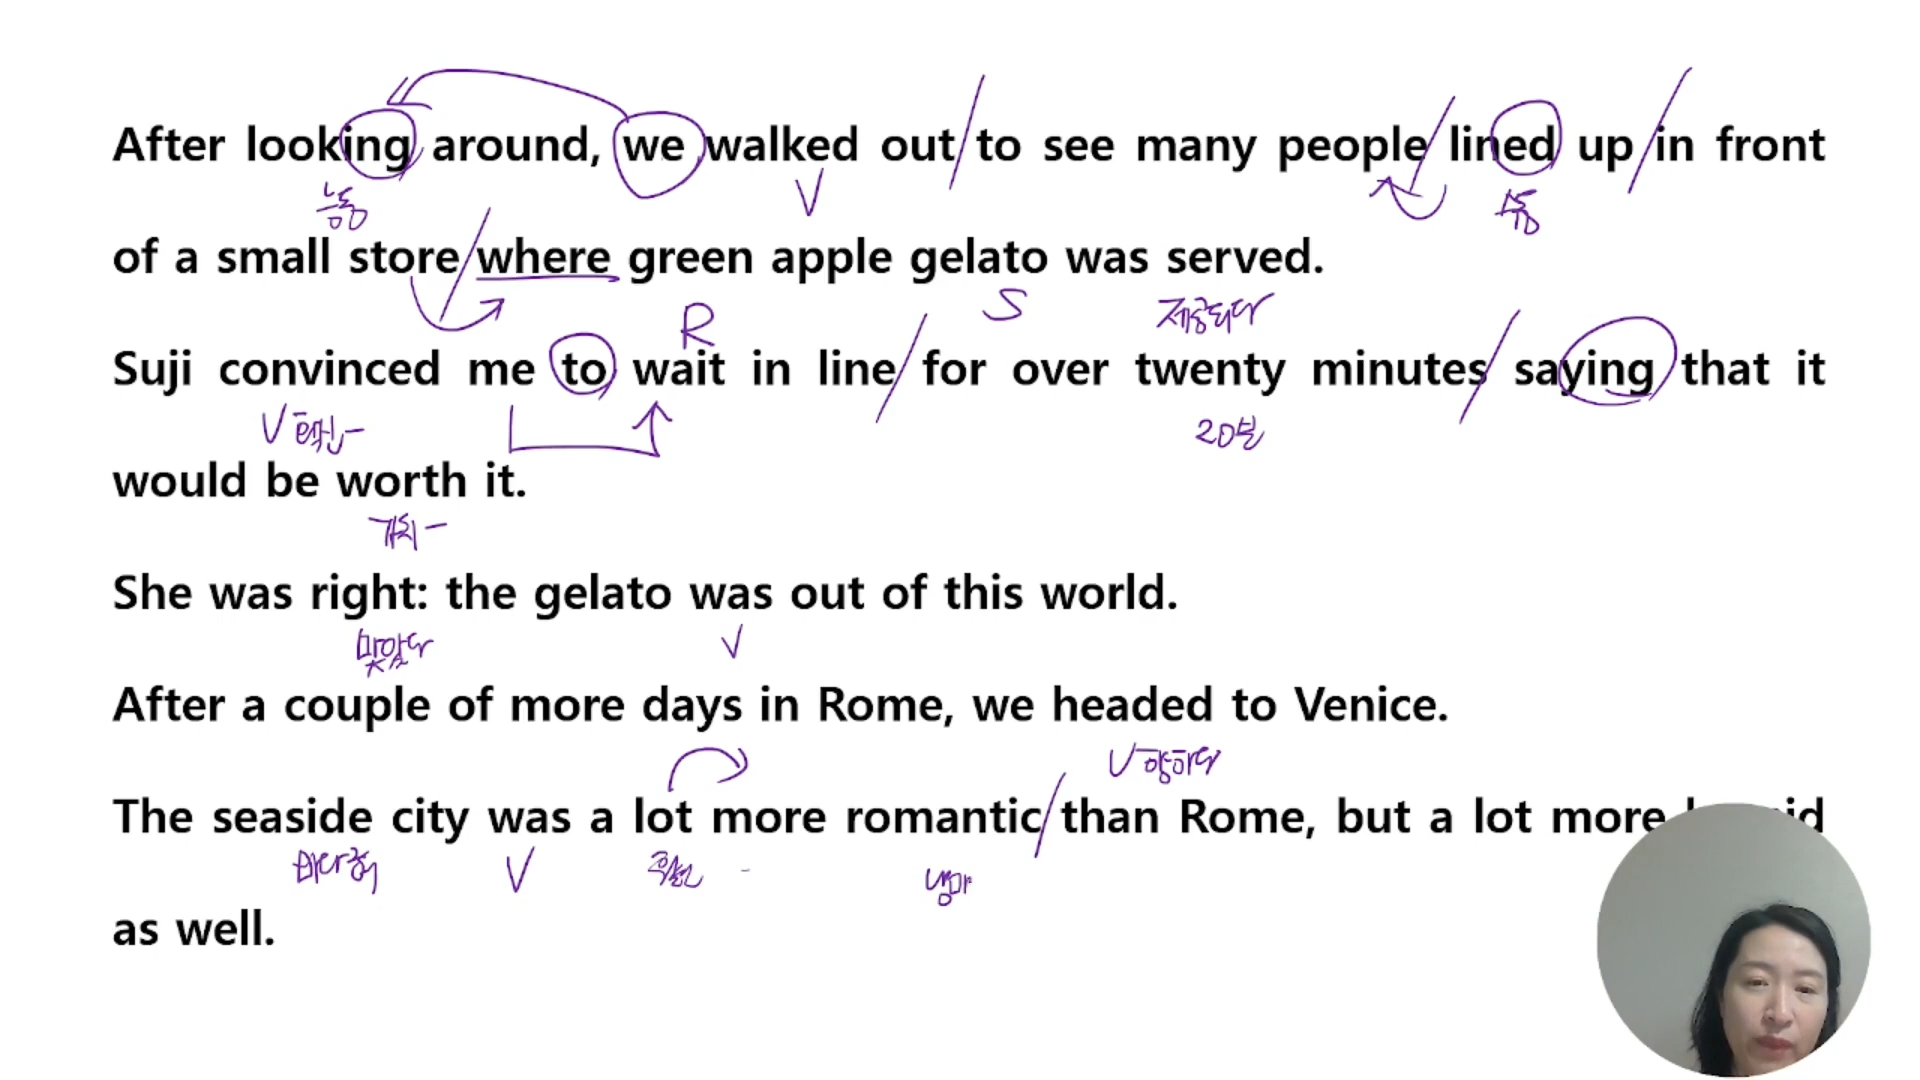 After looking around, we walked out to see many people lined up in front
능동 V 수동
of a small store where green apple gelato was served.
R S 제공되다
Suji convinced me to wait in line for over twenty minutes saying that it
V 확신- 20분
would be worth it.
가치-
She was right: the gelato was out of this world.
맞았다 V
After a couple of more days in Rome, we headed to Venice.
V 향하다
The seaside city was a lot more romantic than Rome, but a lot more
V 훨씬 낭만
as well.